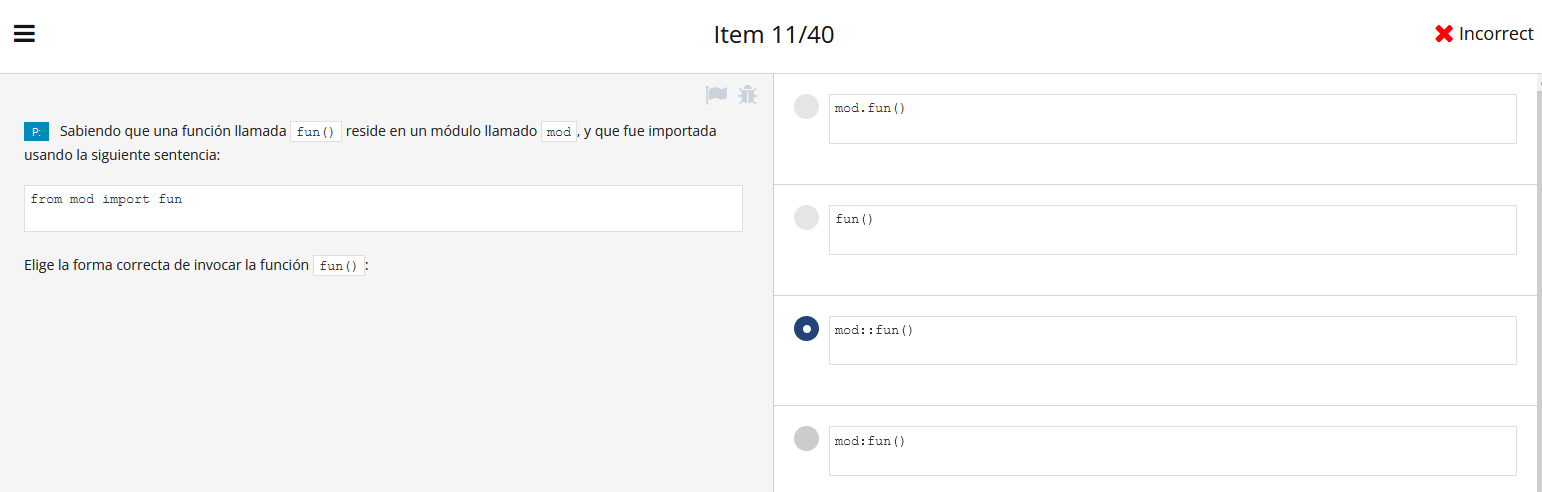 Item 11/40
Incorrect
P: Sabiendo que una función llamada fun() reside en un módulo llamado mod, y que fue importada
usando la siguiente sentencia:
from mod import fun
Elige la forma correcta de invocar la función fun():
mod.fun()
fun()
mod::fun()
mod:fun()